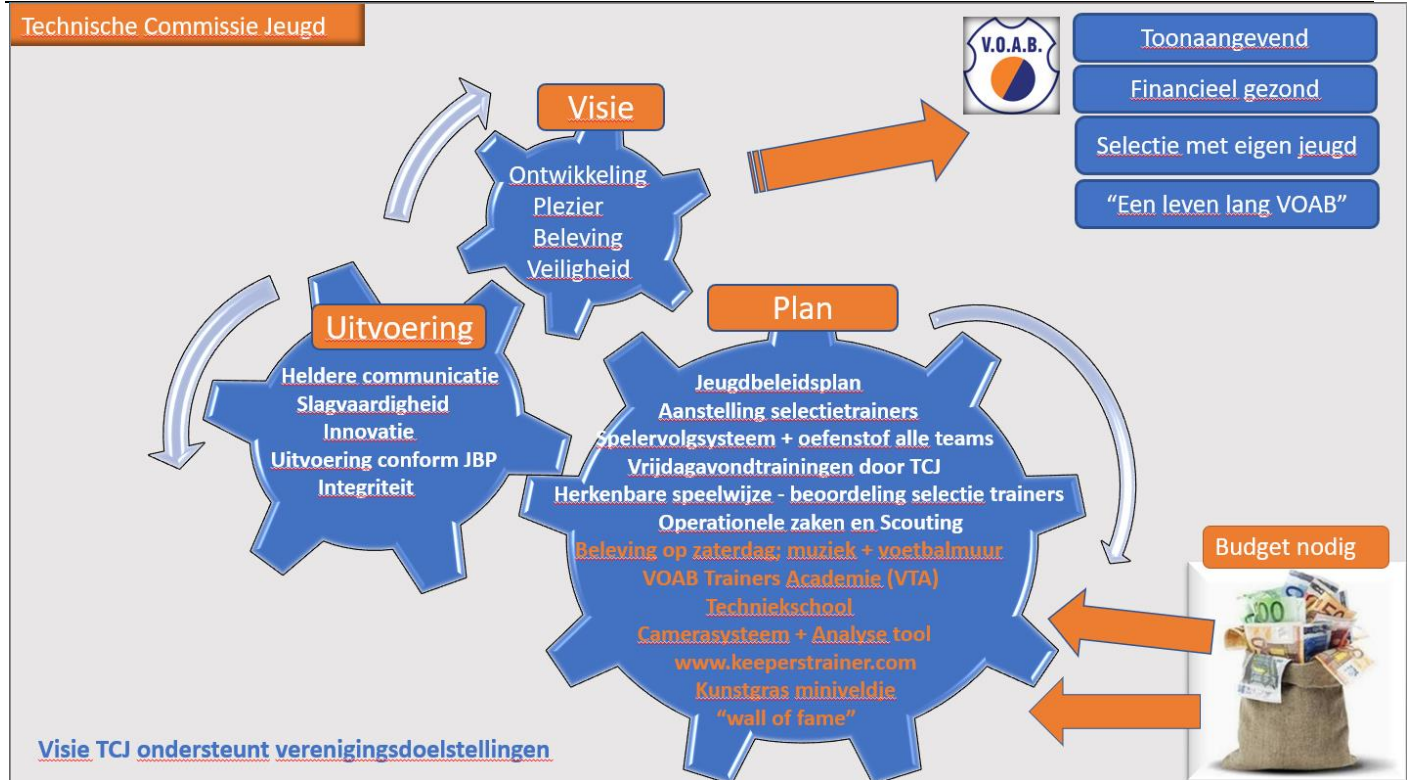 Technische Commissie Jeugd
V.O.A.B.
Toonaangevend
Financieel gezond
Selectie met eigen jeugd
“Een leven lang VOAB”
Visie
Ontwikkeling
Plezier
Beleving
Veiligheid
Uitvoering
Heldere communicatie
Slagvaardigheid
Innovatie
Uitvoering conform JBP
Integriteit
Plan
Jeugdbeleidsplan
Aanstelling selectietrainers
Spelervolgsysteem + oefenstof alle teams
Vrijdagavondtrainingen door TCJ
Herkenbare speelwijze - beoordeling selectie trainers
Operationele zaken en Scouting
Beleving op zaterdag; muziek + voetbalmuur
VOAB Trainers Academie (VTA)
Techniekschool
Camerasysteem + Analyse tool
www.keeperstrainer.com
Kunstgras miniveldje
“wall of fame”
Budget nodig
Visie TCJ ondersteunt verenigingsdoelstellingen